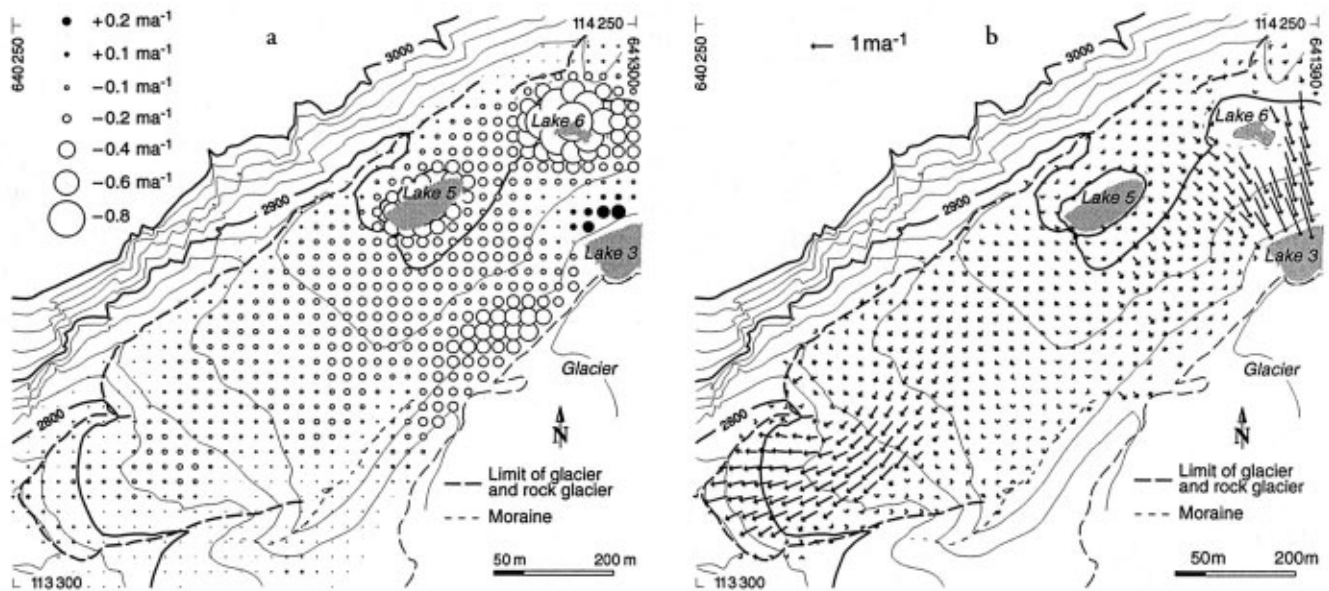 +0.2 ma⁻¹
+0.1 ma⁻¹
−0.1 ma⁻¹
−0.2 ma⁻¹
−0.4 ma⁻¹
−0.6 ma⁻¹
−0.8
a
640 250
114 250
641 300
3000
2900
2800
Lake 6
Lake 5
Lake 3
Glacier
N
Limit of glacier
and rock glacier
Moraine
50 m
200 m
113 300
b
1 ma⁻¹
640 250
114 250
3000
2900
2800
Lake 6
Lake 5
Lake 3
Glacier
N
Limit of glacier
and rock glacier
Moraine
50m
200m
113 300